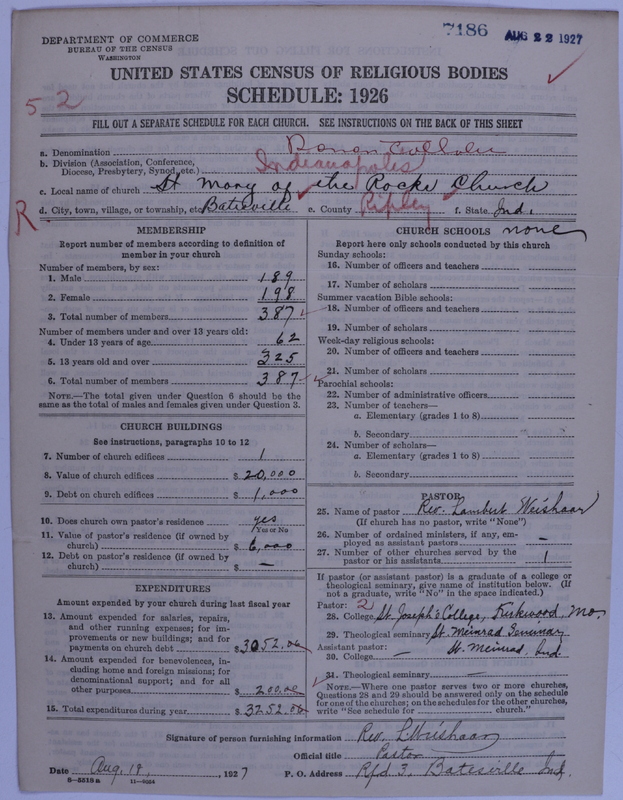 7186 AUG 22 1927
DEPARTMENT OF COMMERCE
BUREAU OF THE CENSUS
WASHINGTON
UNITED STATES CENSUS OF RELIGIOUS BODIES
SCHEDULE: 1926
52
FILL OUT A SEPARATE SCHEDULE FOR EACH CHURCH. SEE INSTRUCTIONS ON THE BACK OF THIS SHEET
a. Denomination Roman Catholic
b. Division (Association, Conference, Diocese, Presbytery, Synod, etc.) Indianapolis
c. Local name of church St Mary of the Rocks Church
R d. City, town, village, or township, etc. Batesville e. County Ripley f. State Ind.
MEMBERSHIP
Report number of members according to definition of member in your church
Number of members, by sex:
1. Male 189
2. Female 198
3. Total number of members 387
Number of members under and over 13 years old:
4. Under 13 years of age 62
5. 13 years old and over 325
6. Total number of members 387
NOTE.—The total given under Question 6 should be the same as the total of males and females given under Question 3.
CHURCH BUILDINGS
See instructions, paragraphs 10 to 12
7. Number of church edifices 1
8. Value of church edifices $ 20,000
9. Debt on church edifices $ 1,000
10. Does church own pastor's residence yes
Yes or No
11. Value of pastor's residence (if owned by church) $ 6,000
12. Debt on pastor's residence (if owned by church) $ —
EXPENDITURES
Amount expended by your church during last fiscal year
13. Amount expended for salaries, repairs, and other running expenses; for improvements or new buildings; and for payments on church debt $ 3052.00
14. Amount expended for benevolences, including home and foreign missions; for denominational support; and for all other purposes $ 200.00
15. Total expenditures during year $ 3252.00
CHURCH SCHOOLS none
Report here only schools conducted by this church
Sunday schools:
16. Number of officers and teachers
17. Number of scholars
Summer vacation Bible schools:
18. Number of officers and teachers
19. Number of scholars
Week-day religious schools:
20. Number of officers and teachers
21. Number of scholars
Parochial schools:
22. Number of administrative officers
23. Number of teachers—
a. Elementary (grades 1 to 8)
b. Secondary
24. Number of scholars—
a. Elementary (grades 1 to 8)
b. Secondary
PASTOR
25. Name of pastor Rev. Lambert Weishaar
(If church has no pastor, write "None")
26. Number of ordained ministers, if any, employed as assistant pastors —
27. Number of other churches served by the pastor or his assistants 1
If pastor (or assistant pastor) is a graduate of a college or theological seminary, give name of institution below. (If not a graduate, write "No" in the space indicated.)
Pastor: 2
28. College St. Joseph's College, Kirkwood, Mo.
29. Theological seminary St. Meinrad Seminary
Assistant pastor: St. Meinrad, Ind.
30. College —
31. Theological seminary —
NOTE.—Where one pastor serves two or more churches, Questions 28 and 29 should be answered only on the schedule for one of the churches; on the schedules for the other churches, write "See schedule for ______ church."
Signature of person furnishing information Rev. L Weishaar
Official title Pastor
Date Aug. 18, 1927 P. O. Address Rfd 3, Batesville Ind.